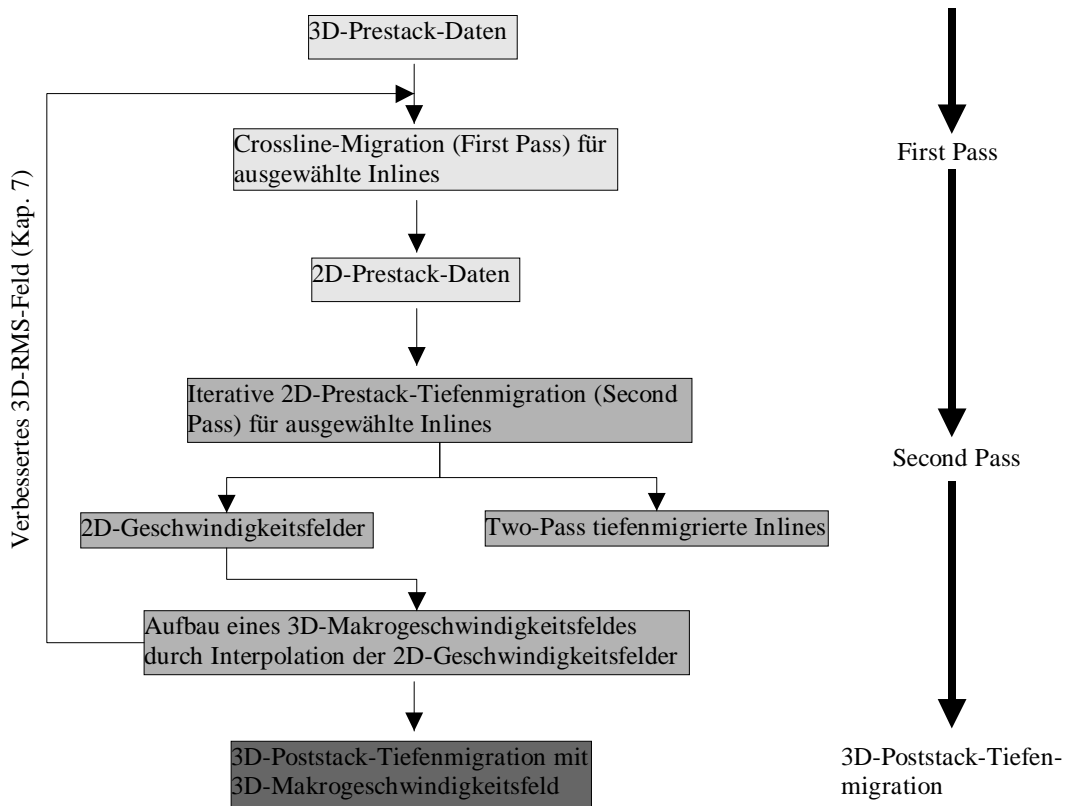 3D-Prestack-Daten
Crossline-Migration (First Pass) für
ausgewählte Inlines
2D-Prestack-Daten
Iterative 2D-Prestack-Tiefenmigration (Second
Pass) für ausgewählte Inlines
2D-Geschwindigkeitsfelder
Two-Pass tiefenmigrierte Inlines
Aufbau eines 3D-Makrogeschwindigkeitsfeldes
durch Interpolation der 2D-Geschwindigkeitsfelder
3D-Poststack-Tiefenmigration mit
3D-Makrogeschwindigkeitsfeld
Verbessertes 3D-RMS-Feld (Kap. 7)
First Pass
Second Pass
3D-Poststack-Tiefen-
migration